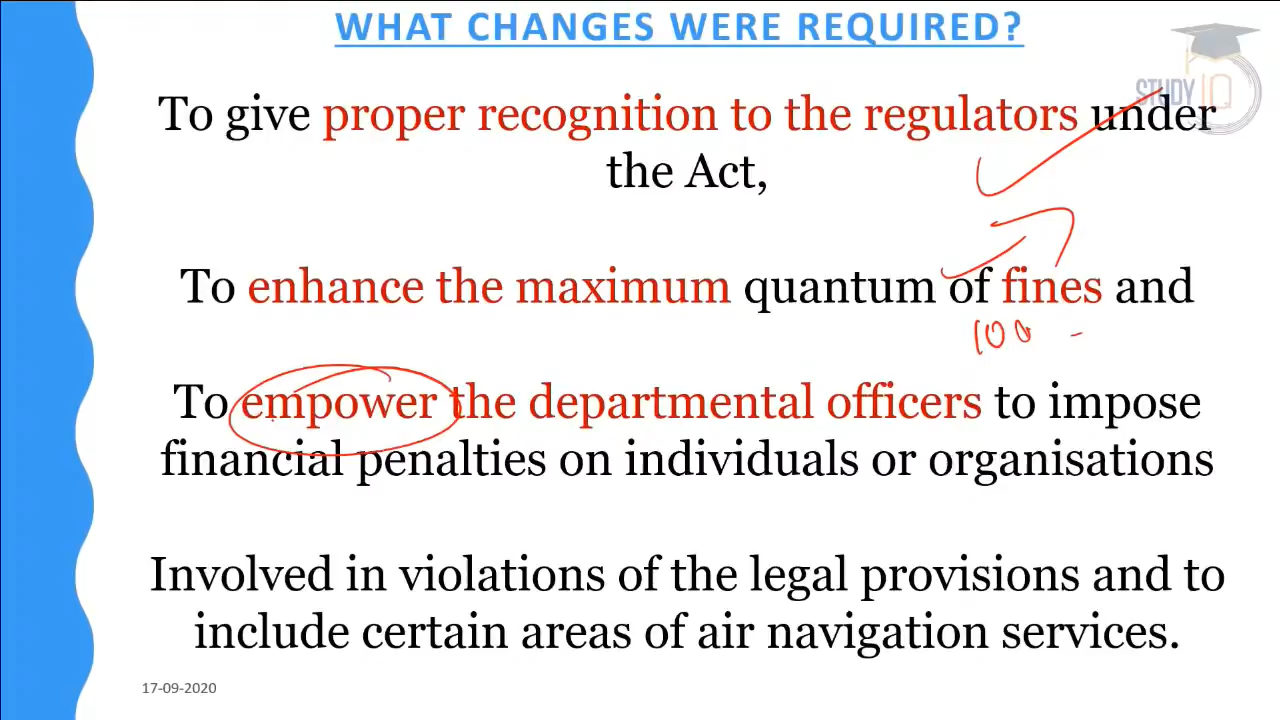 WHAT CHANGES WERE REQUIRED?
STUDY IQ
To give proper recognition to the regulators under
the Act,
To enhance the maximum quantum of fines and
100
To empower the departmental officers to impose
financial penalties on individuals or organisations
Involved in violations of the legal provisions and to
include certain areas of air navigation services.
17-09-2020